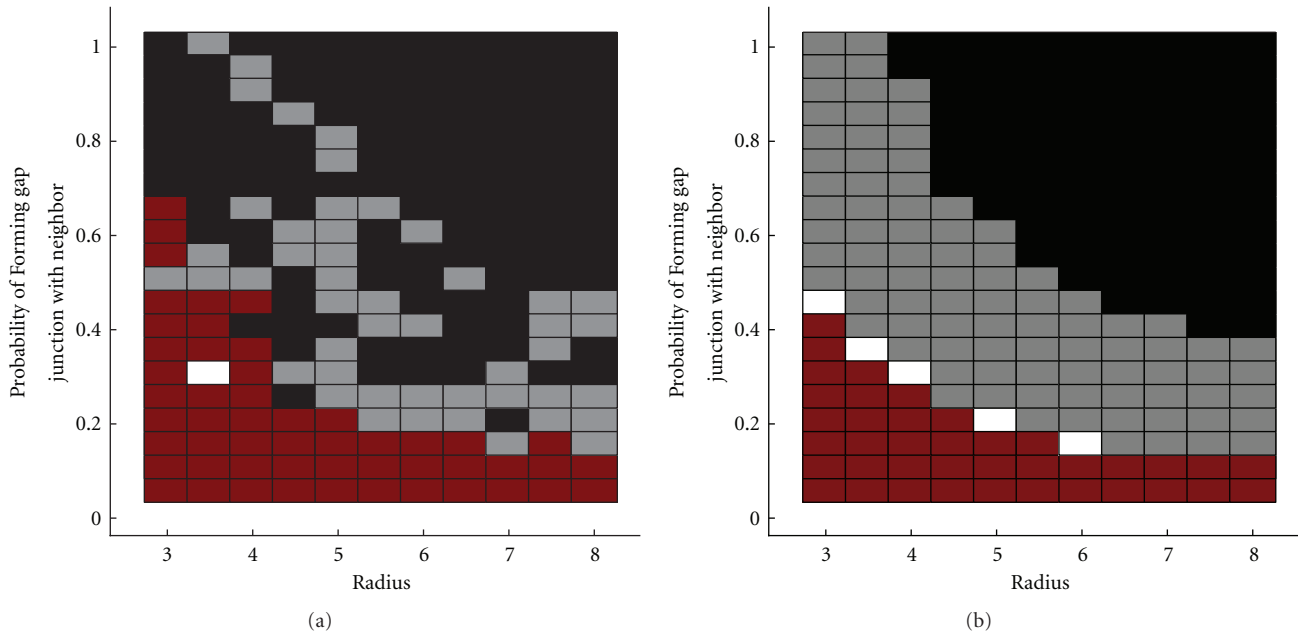 Probability of Forming gap
junction with neighbor
1
0.8
0.6
0.4
0.2
0
3 4 5 6 7 8
Radius
(a)
Probability of Forming gap
junction with neighbor
1
0.8
0.6
0.4
0.2
0
3 4 5 6 7 8
Radius
(b)